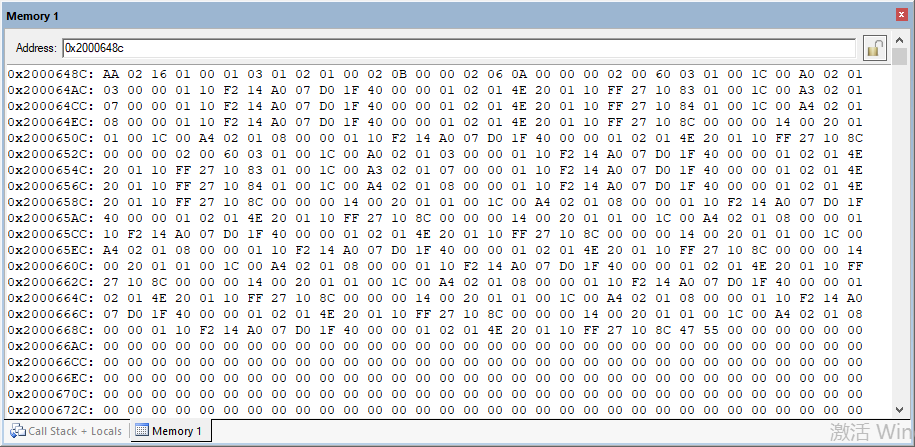 Memory 1
Address: 0x2000648c
0x2000648C: AA 02 16 01 00 01 03 01 02 01 00 02 0B 00 00 02 06 0A 00 00 00 02 00 60 03 01 00 1C 00 A0 02 01
0x200064AC: 03 00 00 01 10 F2 14 A0 07 D0 1F 40 00 00 01 02 01 4E 20 01 10 FF 27 10 83 01 00 1C 00 A3 02 01
0x200064CC: 07 00 00 01 10 F2 14 A0 07 D0 1F 40 00 00 01 02 01 4E 20 01 10 FF 27 10 84 01 00 1C 00 A4 02 01
0x200064EC: 08 00 00 01 10 F2 14 A0 07 D0 1F 40 00 00 01 02 01 4E 20 01 10 FF 27 10 8C 00 00 00 14 00 20 01
0x2000650C: 01 00 1C 00 A4 02 01 08 00 00 01 10 F2 14 A0 07 D0 1F 40 00 00 01 02 01 4E 20 01 10 FF 27 10 8C
0x2000652C: 00 00 00 02 00 60 03 01 00 1C 00 A0 02 01 03 00 00 01 10 F2 14 A0 07 D0 1F 40 00 00 01 02 01 4E
0x2000654C: 20 01 10 FF 27 10 83 01 00 1C 00 A3 02 01 07 00 00 01 10 F2 14 A0 07 D0 1F 40 00 00 01 02 01 4E
0x2000656C: 20 01 10 FF 27 10 84 01 00 1C 00 A4 02 01 08 00 00 01 10 F2 14 A0 07 D0 1F 40 00 00 01 02 01 4E
0x2000658C: 20 01 10 FF 27 10 8C 00 00 00 14 00 20 01 01 00 1C 00 A4 02 01 08 00 00 01 10 F2 14 A0 07 D0 1F
0x200065AC: 40 00 00 01 02 01 4E 20 01 10 FF 27 10 8C 00 00 00 14 00 20 01 01 00 1C 00 A4 02 01 08 00 00 01
0x200065CC: 10 F2 14 A0 07 D0 1F 40 00 00 01 02 01 4E 20 01 10 FF 27 10 8C 00 00 00 14 00 20 01 01 00 1C 00
0x200065EC: A4 02 01 08 00 00 01 10 F2 14 A0 07 D0 1F 40 00 00 01 02 01 4E 20 01 10 FF 27 10 8C 00 00 00 14
0x2000660C: 00 20 01 01 00 1C 00 A4 02 01 08 00 00 01 10 F2 14 A0 07 D0 1F 40 00 00 01 02 01 4E 20 01 10 FF
0x2000662C: 27 10 8C 00 00 00 14 00 20 01 01 00 1C 00 A4 02 01 08 00 00 01 10 F2 14 A0 07 D0 1F 40 00 00 01
0x2000664C: 02 01 4E 20 01 10 FF 27 10 8C 00 00 00 14 00 20 01 01 00 1C 00 A4 02 01 08 00 00 01 10 F2 14 A0
0x2000666C: 07 D0 1F 40 00 00 01 02 01 4E 20 01 10 FF 27 10 8C 00 00 00 14 00 20 01 01 00 1C 00 A4 02 01 08
0x2000668C: 00 00 01 10 F2 14 A0 07 D0 1F 40 00 00 01 02 01 4E 20 01 10 FF 27 10 8C 47 55 00 00 00 00 00 00
0x200066AC: 00 00 00 00 00 00 00 00 00 00 00 00 00 00 00 00 00 00 00 00 00 00 00 00 00 00 00 00 00 00 00 00
0x200066CC: 00 00 00 00 00 00 00 00 00 00 00 00 00 00 00 00 00 00 00 00 00 00 00 00 00 00 00 00 00 00 00 00
0x200066EC: 00 00 00 00 00 00 00 00 00 00 00 00 00 00 00 00 00 00 00 00 00 00 00 00 00 00 00 00 00 00 00 00
0x2000670C: 00 00 00 00 00 00 00 00 00 00 00 00 00 00 00 00 00 00 00 00 00 00 00 00 00 00 00 00 00 00 00 00
0x2000672C: 00 00 00 00 00 00 00 00 00 00 00 00 00 00 00 00 00 00 00 00 00 00 00 00 00 00 00 00 00 00 00 00
Call Stack + Locals Memory 1
激活 Win